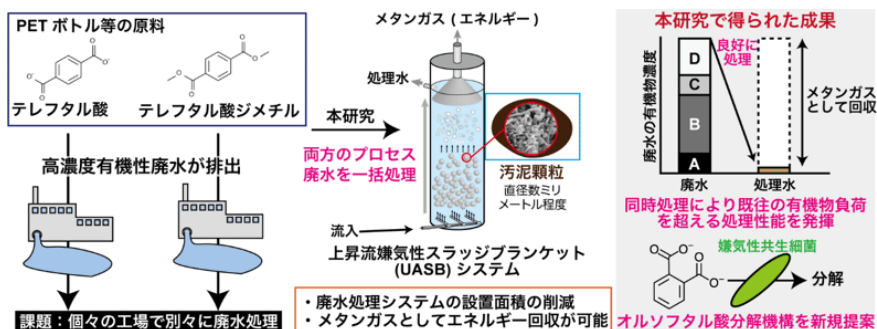 PET ボトル等の原料
テレフタル酸
テレフタル酸ジメチル
高濃度有機性廃水が排出
課題：個々の工場で別々に廃水処理
本研究
両方のプロセス
廃水を一括処理
メタンガス ( エネルギー )
処理水
汚泥顆粒
直径数ミリ
メートル程度
流入
上昇流嫌気性スラッジブランケット
(UASB) システム
・廃水処理システムの設置面積の削減
・メタンガスとしてエネルギー回収が可能
本研究で得られた成果
廃水の有機物濃度
D
C
B
A
良好に
処理
メタンガス
として回収
廃水
処理水
同時処理により既往の有機物負荷
を超える処理性能を発揮
嫌気性共生細菌
分解
オルソフタル酸分解機構を新規提案
O
O
O⁻
O⁻
O
O
O
O
O
COO⁻
COO⁻